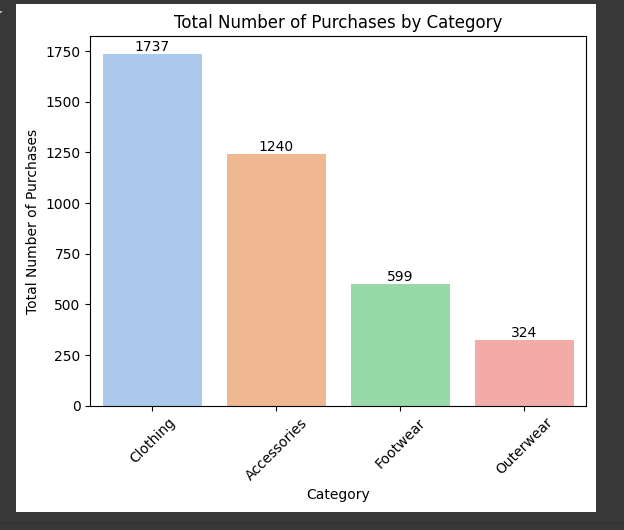 Total Number of Purchases by Category
Total Number of Purchases
1750
1500
1250
1000
750
500
250
0
1737
1240
599
324
Clothing
Accessories
Footwear
Outerwear
Category